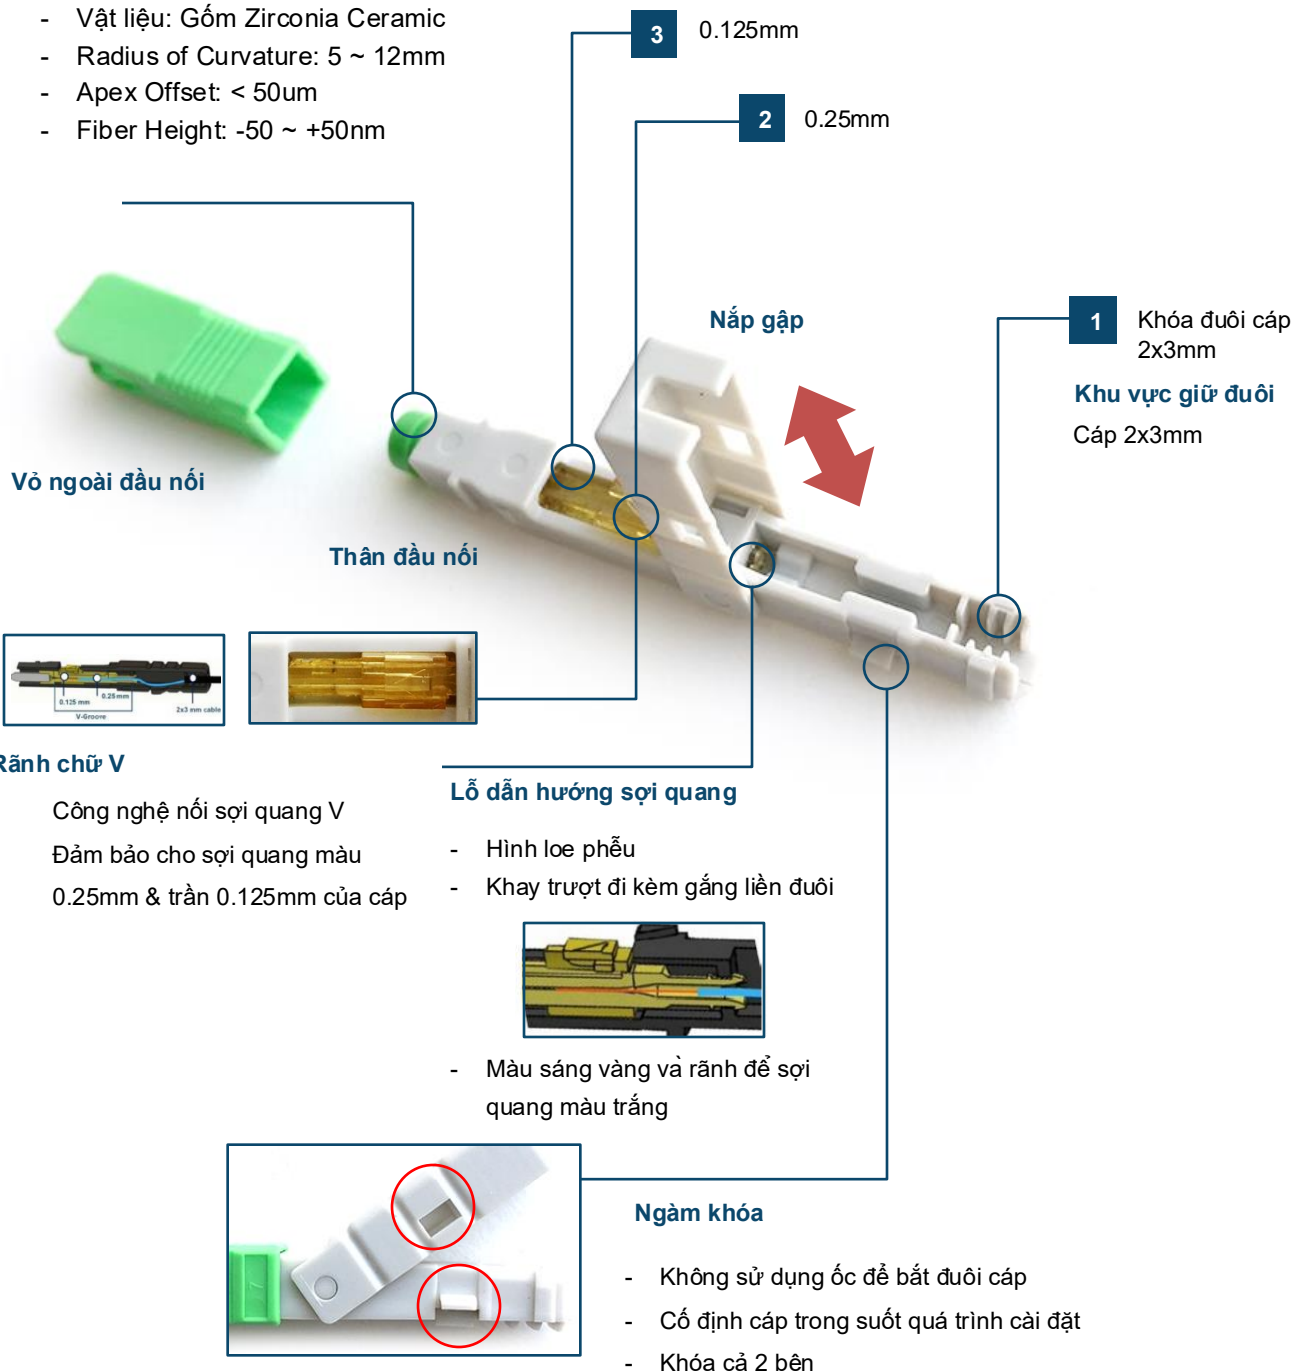 - Vật liệu: Gốm Zirconia Ceramic
- Radius of Curvature: 5 ~ 12mm
- Apex Offset: < 50um
- Fiber Height: -50 ~ +50nm
3 0.125mm
2 0.25mm
Nắp gập
1 Khóa đuôi cáp
2x3mm
Khu vực giữ đuôi
Cáp 2x3mm
Vỏ ngoài đầu nối
Thân đầu nối
0.125 mm
0.25mm
2x3 mm cable
V-Groove
Rãnh chữ V
Công nghệ nối sợi quang V
Đảm bảo cho sợi quang màu
0.25mm & trần 0.125mm của cáp
Lỗ dẫn hướng sợi quang
- Hình loe phễu
- Khay trượt đi kèm gắng liền đuôi
- Màu sáng vàng và rãnh để sợi
quang màu trắng
Ngàm khóa
- Không sử dụng ốc để bắt đuôi cáp
- Cố định cáp trong suốt quá trình cài đặt
- Khóa cả 2 bên